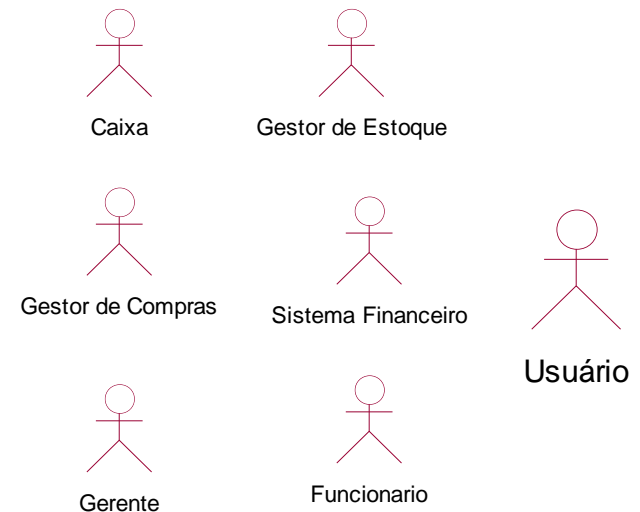 Caixa
Gestor de Estoque
Gestor de Compras
Sistema Financeiro
Usuário
Gerente
Funcionario